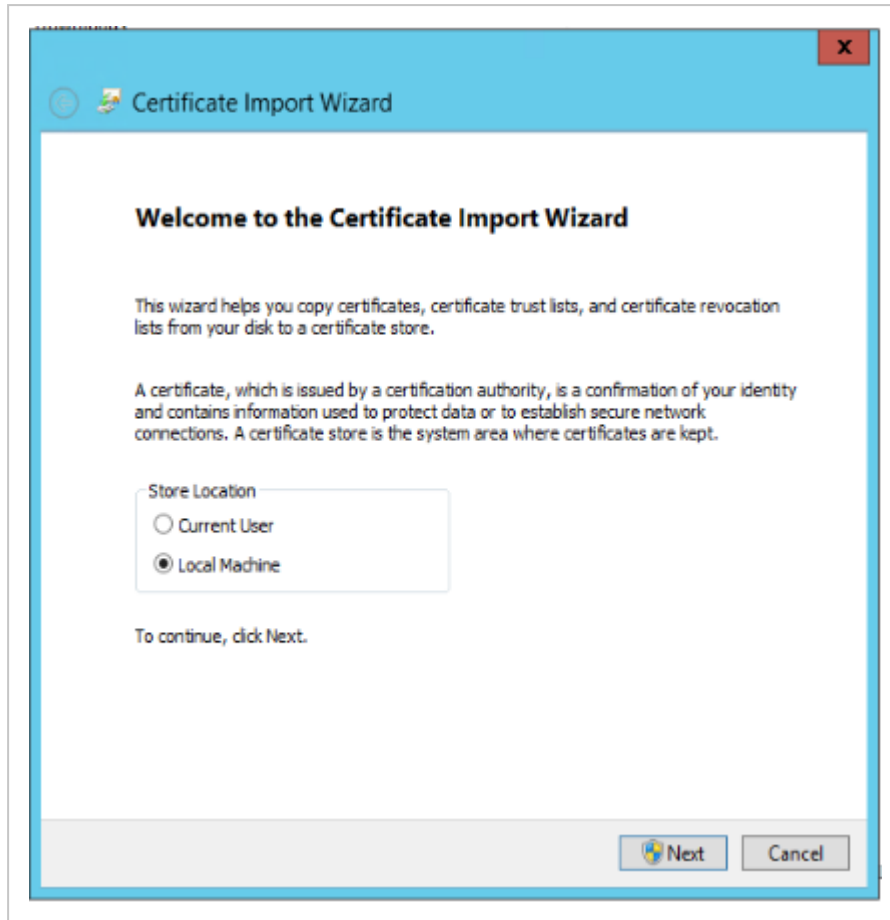 x
Certificate Import Wizard
Welcome to the Certificate Import Wizard
This wizard helps you copy certificates, certificate trust lists, and certificate revocation
lists from your disk to a certificate store.
A certificate, which is issued by a certification authority, is a confirmation of your identity
and contains information used to protect data or to establish secure network
connections. A certificate store is the system area where certificates are kept.
Store Location
Current User
Local Machine
To continue, click Next.
Next Cancel